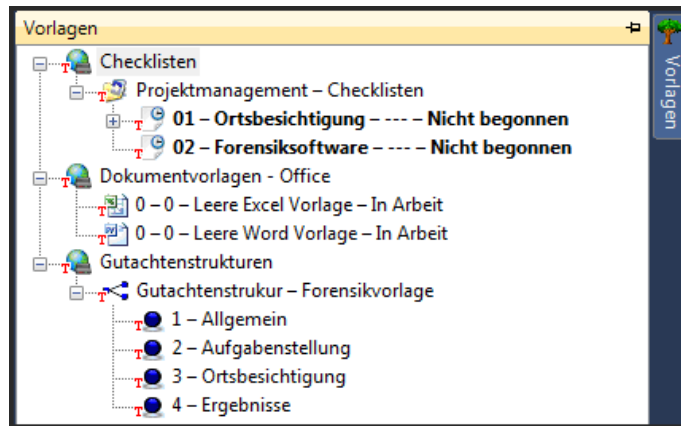 Vorlagen
Checklisten
Projektmanagement – Checklisten
01 – Ortsbesichtigung – --- – Nicht begonnen
02 – Forensiksoftware – --- – Nicht begonnen
Dokumentvorlagen - Office
0 – 0 – Leere Excel Vorlage – In Arbeit
0 – 0 – Leere Word Vorlage – In Arbeit
Gutachtenstrukturen
Gutachtenstrukur – Forensikvorlage
1 – Allgemein
2 – Aufgabenstellung
3 – Ortsbesichtigung
4 – Ergebnisse
Vorlagen